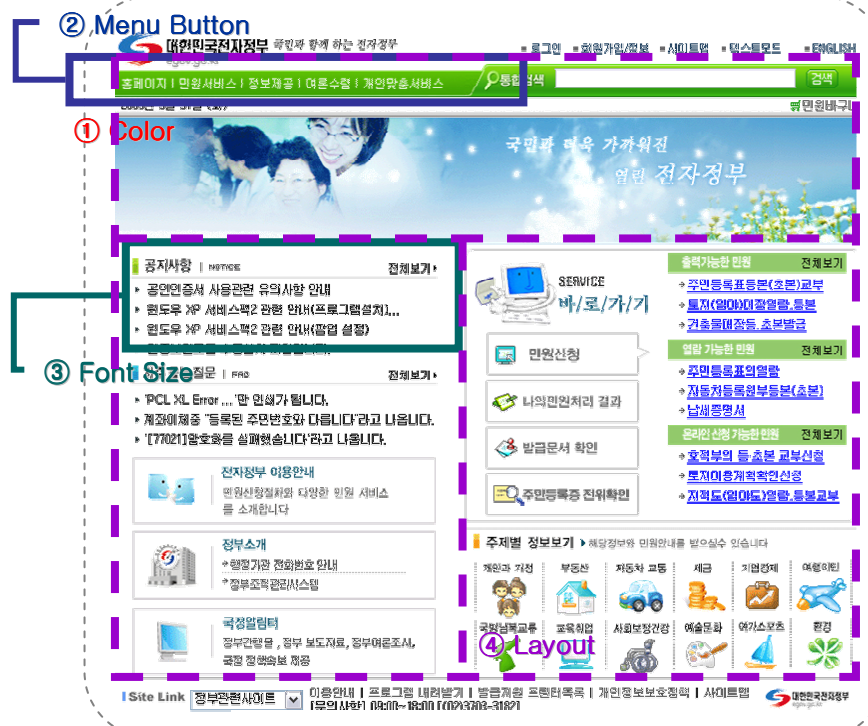 ② Menu Button
대한민국전자정부 국민과 함께 하는 전자정부
로그인 회원가입/정보 사이트맵 텍스트모드 ENGLISH
egov.go.kr
홈페이지 | 민원서비스 | 정보제공 | 여론수렴 | 개인맞춤서비스
통합검색 검색
민원바구니
① Color
국민과 더욱 가까워진
열린 전자정부
공지사항 | NOTICE 전체보기
공인인증서 사용관련 유의사항 안내
윈도우 XP 서비스팩2 관련 안내(프로그램설치)...
윈도우 XP 서비스팩2 관련 안내(팝업 설정)
③ Font Size
질문 | FAQ 전체보기
'PCL XL Error ... '만 인쇄가 됩니다.
계좌이체중 "등록된 주민번호와 다릅니다"라고 나옵니다.
'[77021]암호화를 실패했습니다'라고 나옵니다.
전자정부 이용안내
민원신청절차와 다양한 민원 서비스
를 소개합니다
정부소개
행정기관 전화번호 안내
정부조직관리시스템
국정알림터
정부간행물 , 정부 보도자료, 정부여론조사,
국정 정책속보 제공
SERVICE
바/로/가/기
민원신청
나의민원처리 결과
발급문서 확인
주민등록증 진위확인
출력가능한 민원 전체보기
주민등록표등본(초본)교부
토지(임야)대장열람,등본
건축물대장등,초본발급
열람 가능한 민원 전체보기
주민등록표의열람
자동차등록원부등본(초본)
납세증명서
온라인 신청 가능한 민원 전체보기
호적부의 등·초본 교부신청
토지이용계획확인신청
지적도(임야도)열람,등본교부
주제별 정보보기 해당정보와 민원안내를 받으실수 있습니다
개인과 가정 부동산 자동차 교통 세금 기업경제 여행이민
국방남북교류 교육취업 사회보장건강 예술문화 여가스포츠 환경
④ Layout
Site Link 정부관련사이트 이용안내 | 프로그램 내려받기 | 발급지원 프린터목록 | 개인정보보호정책 | 사이트맵 대한민국전자정부
[문의사항] 09:00~18:00 [(02)3703-3182] egov.go.kr